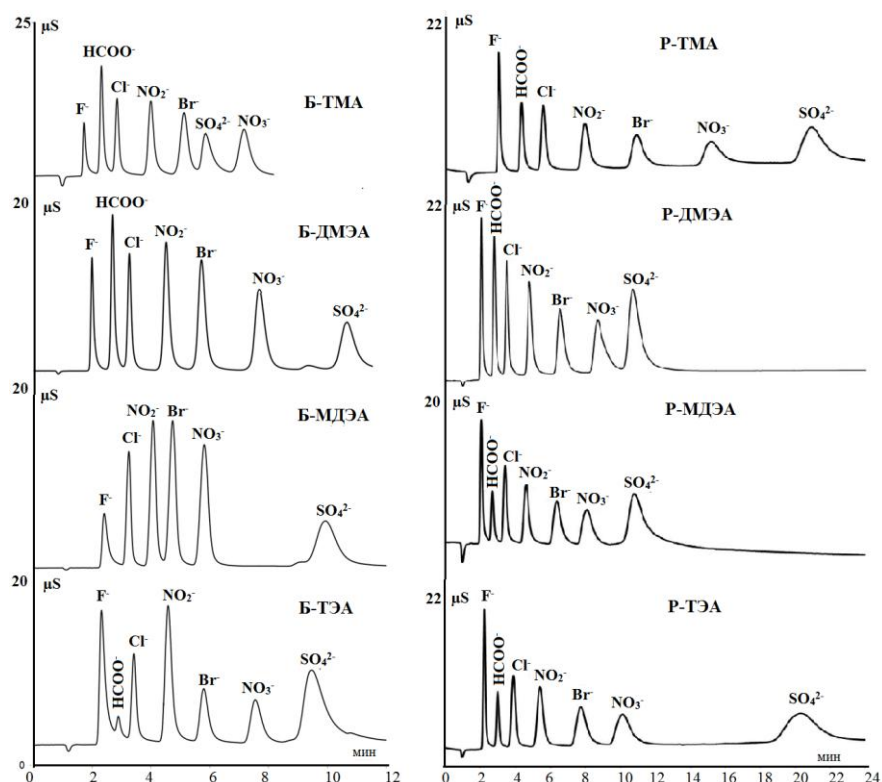 25
µS
HCOO⁻
F⁻
Cl⁻
NO₂⁻
Br⁻
SO₄²⁻
NO₃⁻
Б-ТМА
20
µS
HCOO⁻
F⁻
Cl⁻
NO₂⁻
Br⁻
NO₃⁻
SO₄²⁻
Б-ДМЭА
20
µS
F⁻
Cl⁻
NO₂⁻
Br⁻
NO₃⁻
SO₄²⁻
Б-МДЭА
20
µS
F⁻
HCOO⁻
Cl⁻
NO₂⁻
Br⁻
NO₃⁻
SO₄²⁻
Б-ТЭА
0
мин
0 2 4 6 8 10 12
22
µS
F⁻
HCOO⁻
Cl⁻
NO₂⁻
Br⁻
NO₃⁻
SO₄²⁻
Р-ТМА
22
µS
F⁻
HCOO⁻
Cl⁻
NO₂⁻
Br⁻
NO₃⁻
SO₄²⁻
Р-ДМЭА
20
µS
F⁻
HCOO⁻
Cl⁻
NO₂⁻
Br⁻
NO₃⁻
SO₄²⁻
Р-МДЭА
22
µS
F⁻
HCOO⁻
Cl⁻
NO₂⁻
Br⁻
NO₃⁻
SO₄²⁻
Р-ТЭА
мин
0 2 4 6 8 10 12 14 16 18 20 22 24